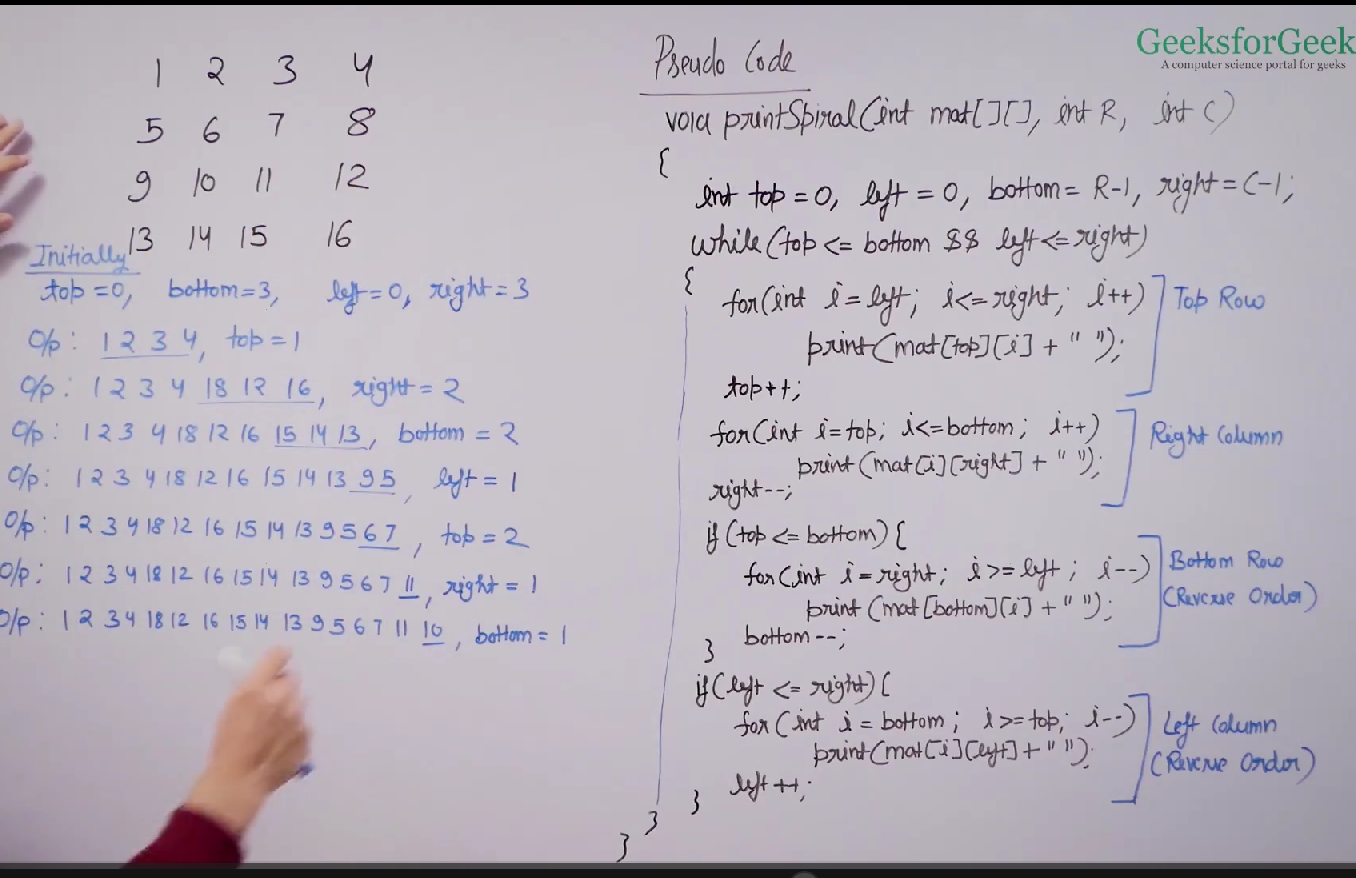 1 2 3 4
5 6 7 8
9 10 11 12
13 14 15 16
Initially
top=0, bottom=3, left=0, right=3
O/p: 1 2 3 4, top=1
O/p: 1 2 3 4 18 12 16, right=2
O/p: 1 2 3 4 18 12 16 15 14 13, bottom=2
O/p: 1 2 3 4 18 12 16 15 14 13 9 5, left=1
O/p: 1 2 3 4 18 12 16 15 14 13 9 5 6 7, top=2
O/p: 1 2 3 4 18 12 16 15 14 13 9 5 6 7 11, right=1
O/p: 1 2 3 4 18 12 16 15 14 13 9 5 6 7 11 10, bottom=1
GeeksforGeek
A computer science portal for geeks
Pseudo Code
void printSpiral(int mat[][], int R, int C)
{
int top=0, left=0, bottom=R-1, right=C-1;
while(top<=bottom $$ left<=right)
{
for(int i=left; i<=right; i++)
print(mat[top][i] + " ");
top++;
Top Row
for(int i=top; i<=bottom; i++)
print(mat[i][right] + " ");
right--;
Right Column
if(top<=bottom){
for(int i=right; i>=left; i--)
print(mat[bottom][i] + " ");
bottom--;
}
Bottom Row
(Reverse Order)
if(left<=right){
for(int i=bottom; i>=top; i--)
print(mat[i][left] + " ");
left++;
}
Left Column
(Reverse Order)
}
}